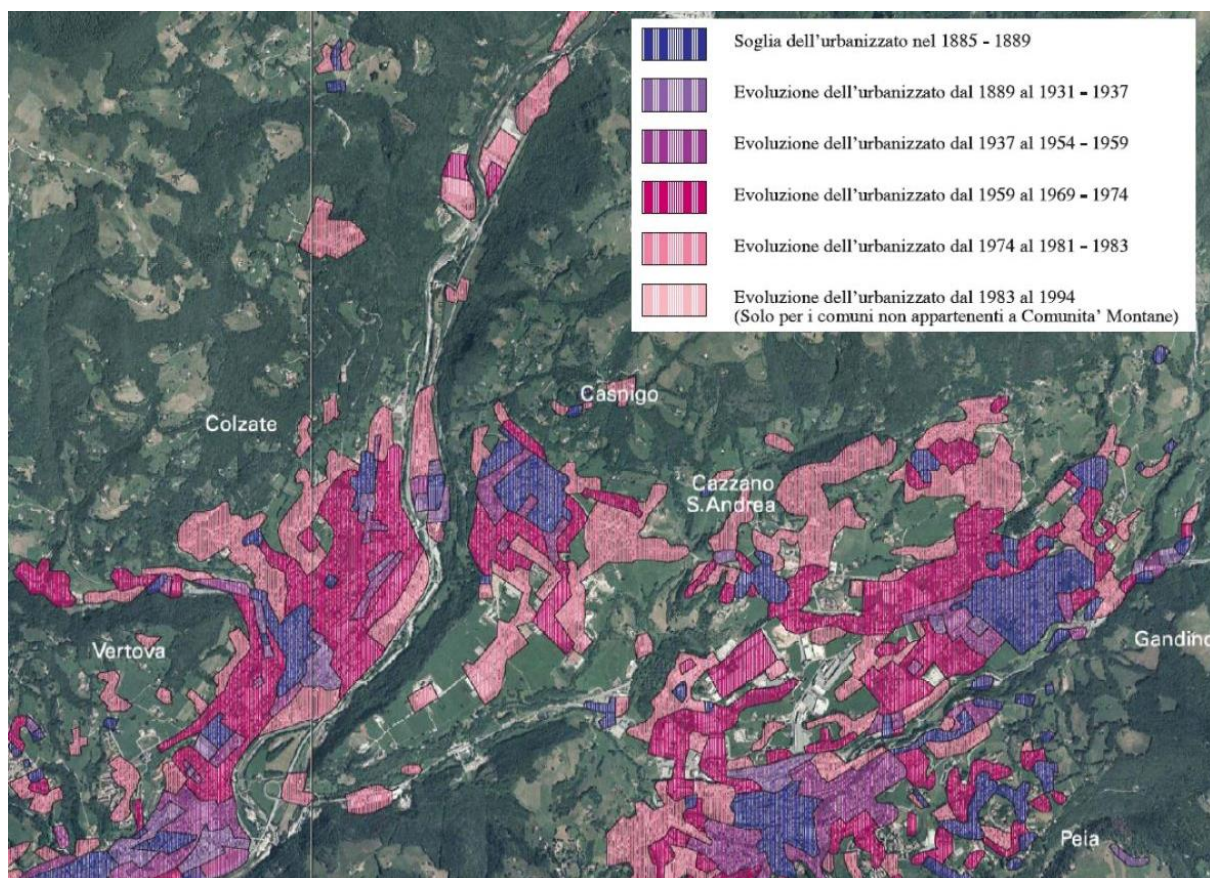 Soglia dell'urbanizzato nel 1885 - 1889
Evoluzione dell'urbanizzato dal 1889 al 1931 - 1937
Evoluzione dell'urbanizzato dal 1937 al 1954 - 1959
Evoluzione dell'urbanizzato dal 1959 al 1969 - 1974
Evoluzione dell'urbanizzato dal 1974 al 1981 - 1983
Evoluzione dell'urbanizzato dal 1983 al 1994
(Solo per i comuni non appartenenti a Comunita' Montane)
Casnigo
Colzate
Cazzano
S.Andrea
Gandino
Vertova
Peia